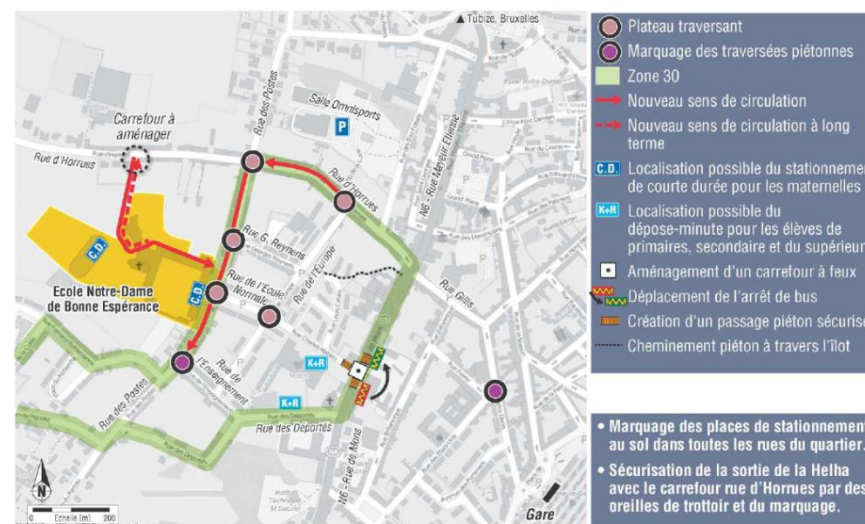 ▲ Tubize, Bruxelles
Rue des Postes
Salle Omnisports
P
Carrefour à
aménager
Rue d'Horrues
N6 - Rue Mayeur Etienne
Rue d'Horrues
C.D.
Rue G. Reynens
Rue de l'Europe
Rue de l'Ecole
Normale
Rue Gilis
Ecole Notre-Dame
de Bonne Espérance
C.D.
Rue des Postes
Rue de
l'Enseignement
K+R
K+R
Rue des Déportés
Rue des Déportés
N6 - Rue de Mons
N
Echelle (m) 200
Gare
Plateau traversant
Marquage des traversées piétonnes
Zone 30
Nouveau sens de circulation
Nouveau sens de circulation à long
terme
C.D. Localisation possible du stationnemen
de courte durée pour les maternelles
K+R Localisation possible du
dépose-minute pour les élèves de
primaires, secondaire et du supérieur
Aménagement d'un carrefour à feux
Déplacement de l'arrêt de bus
Création d'un passage piéton sécurisé
Cheminement piéton à travers l'îlot
• Marquage des places de stationnement
au sol dans toutes les rues du quartier.
• Sécurisation de la sortie de la Helha
avec le carrefour rue d'Horrues par des
oreilles de trottoir et du marquage.